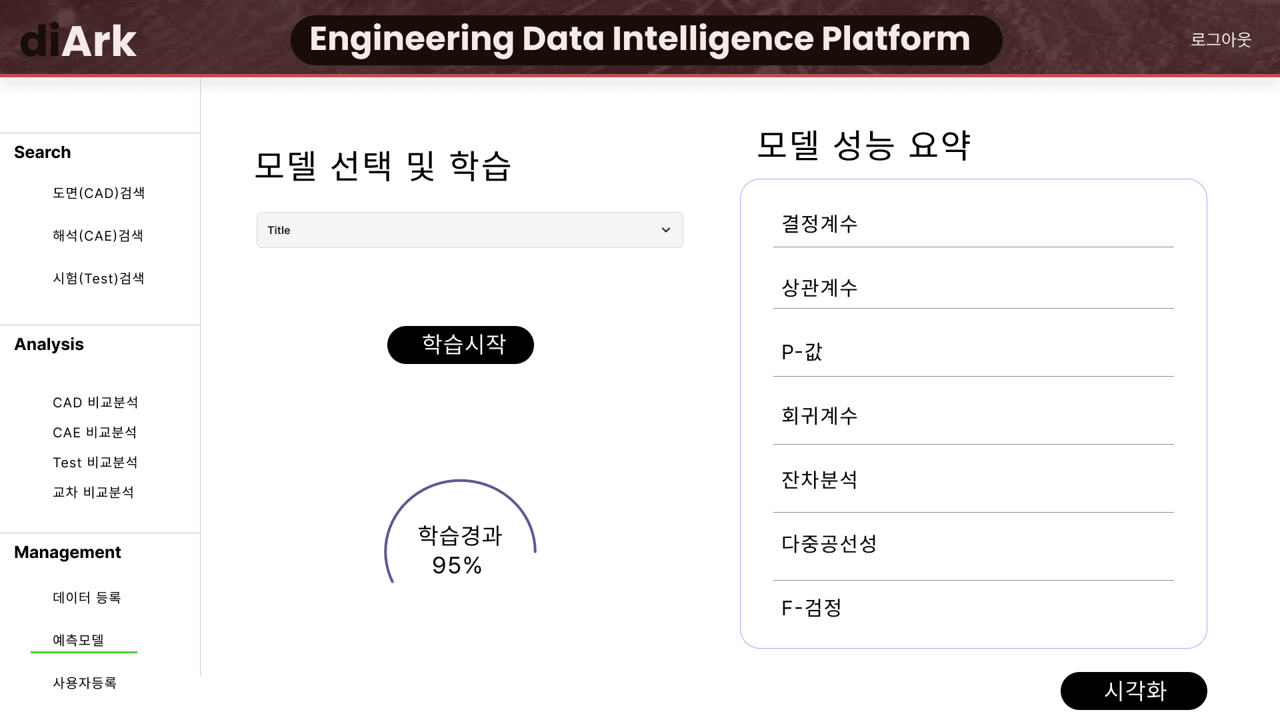 diArk
Engineering Data Intelligence Platform
로그아웃
Search
도면(CAD)검색
해석(CAE)검색
시험(Test)검색
Analysis
CAD 비교분석
CAE 비교분석
Test 비교분석
교차 비교분석
Management
데이터 등록
예측모델
사용자등록
모델 선택 및 학습
Title
학습시작
학습경과
95%
모델 성능 요약
결정계수
상관계수
P-값
회귀계수
잔차분석
다중공선성
F-검정
시각화